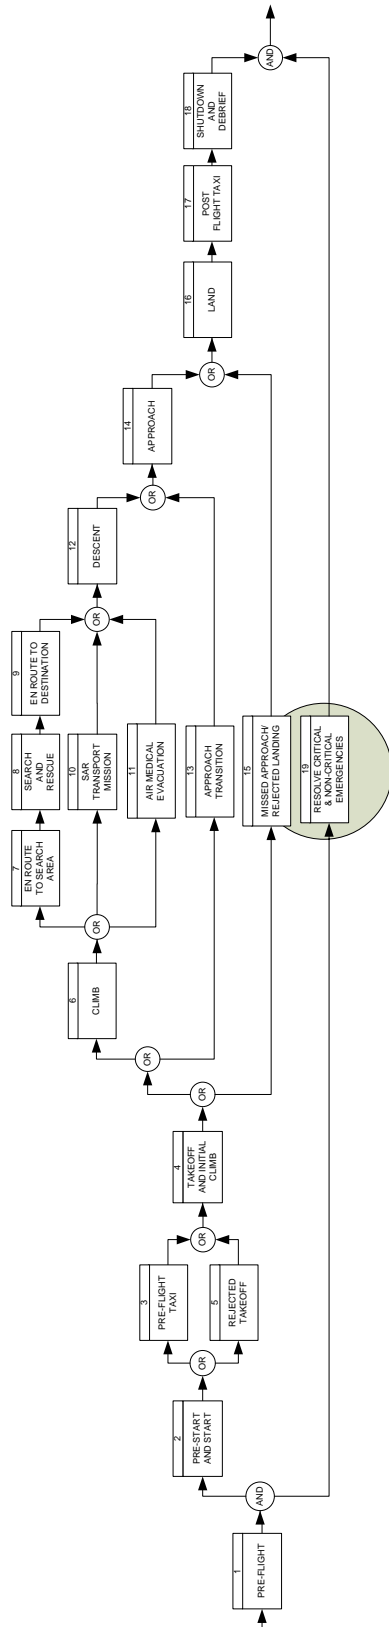 1
PRE-FLIGHT
AND
2
PRE-START
AND START
OR
3
PRE-FLIGHT
TAXI
5
REJECTED
TAKEOFF
OR
4
TAKEOFF
AND INITIAL
CLIMB
OR
OR
6
CLIMB
OR
7
EN ROUTE
TO SEARCH
AREA
8
SEARCH
AND
RESCUE
9
EN ROUTE TO
DESTINATION
10
SAR
TRANSPORT
MISSION
11
AIR MEDICAL
EVACUATION
OR
12
DESCENT
13
APPROACH
TRANSITION
OR
14
APPROACH
15
MISSED APPROACH/
REJECTED LANDING
OR
16
LAND
17
POST
FLIGHT TAXI
18
SHUTDOWN
AND
DEBRIEF
19
RESOLVE CRITICAL
& NON-CRITICAL
EMERGENCIES
AND